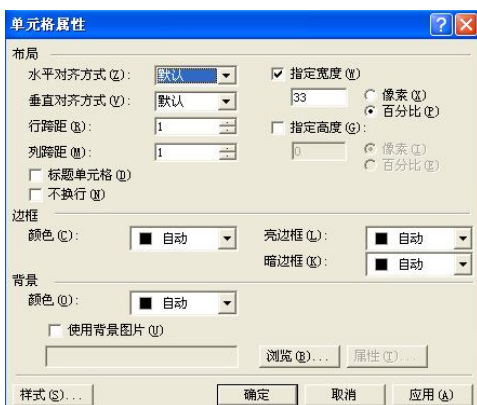 单元格属性
布局
水平对齐方式(Z): 默认 指定宽度(W)
33 像素(X)
垂直对齐方式(V): 默认 百分比(P)
行跨距(R): 1 指定高度(G):
列跨距(M): 1 0 像素(I)
标题单元格(D) 百分比(E)
不换行(N)
边框
颜色(C): 自动 亮边框(L): 自动
暗边框(K): 自动
背景
颜色(O): 自动
使用背景图片(U)
浏览(B)... 属性(T)...
样式(S)... 确定 取消 应用(A)